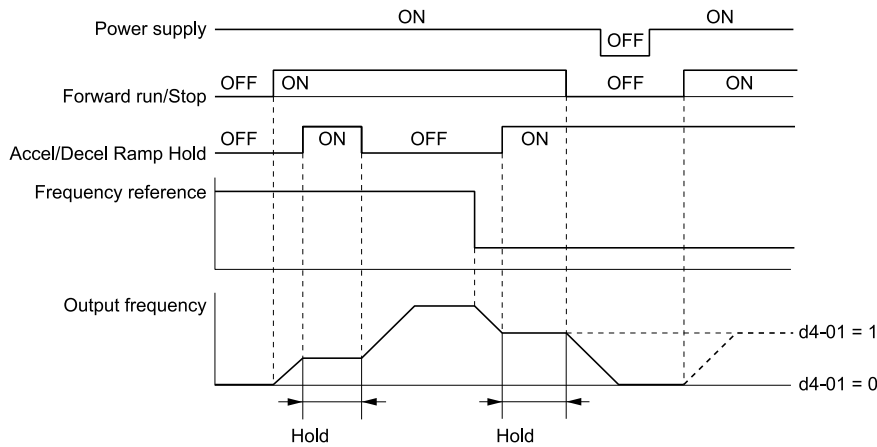 ON
ON
Power supply
OFF
OFF
ON
OFF
ON
Forward run/Stop
OFF
ON
OFF
ON
Accel/Decel Ramp Hold
Frequency reference
Output frequency
d4-01 = 1
d4-01 = 0
Hold
Hold